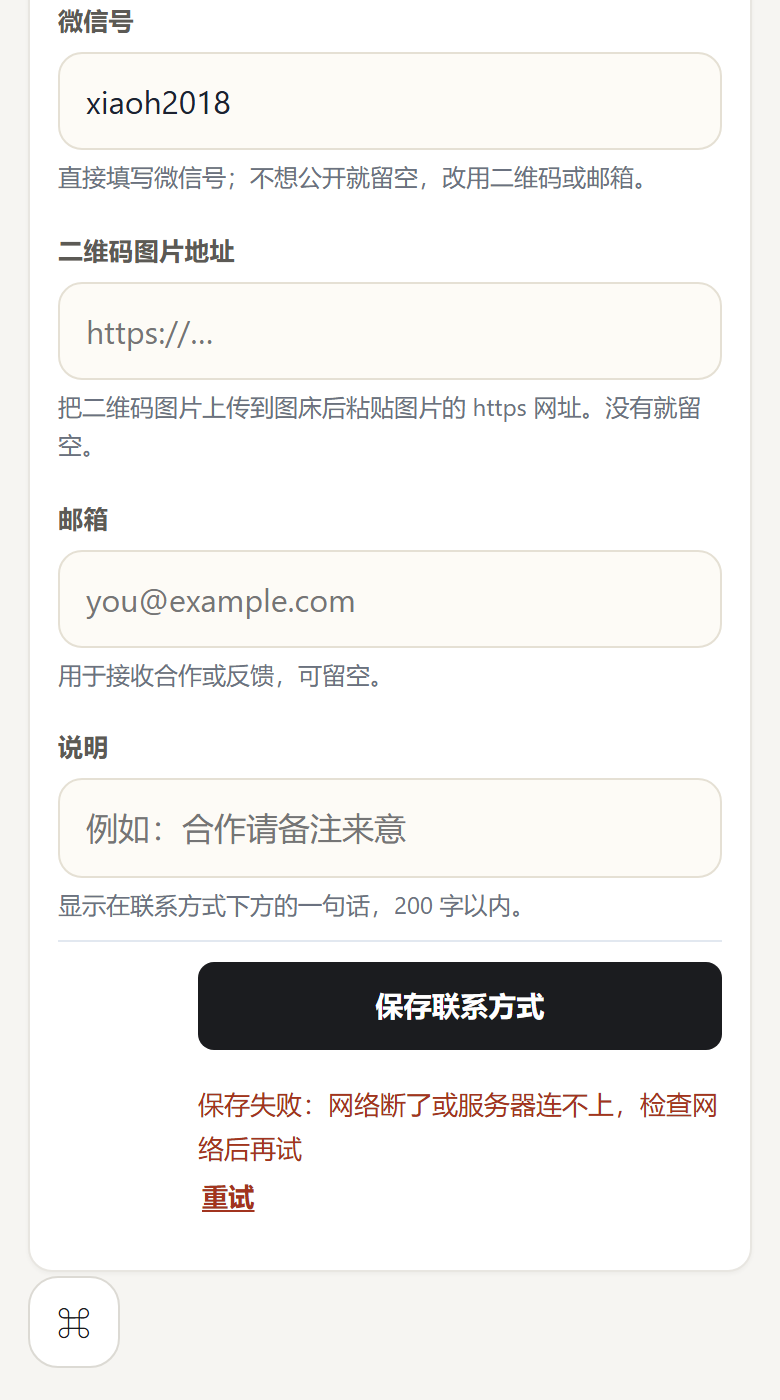 微信号
xiaoh2018
直接填写微信号；不想公开就留空，改用二维码或邮箱。
二维码图片地址
https://...
把二维码图片上传到图床后粘贴图片的 https 网址。没有就留
空。
邮箱
you@example.com
用于接收合作或反馈，可留空。
说明
例如：合作请备注来意
显示在联系方式下方的一句话，200 字以内。
保存联系方式
保存失败：网络断了或服务器连不上，检查网
络后再试
重试
⌘